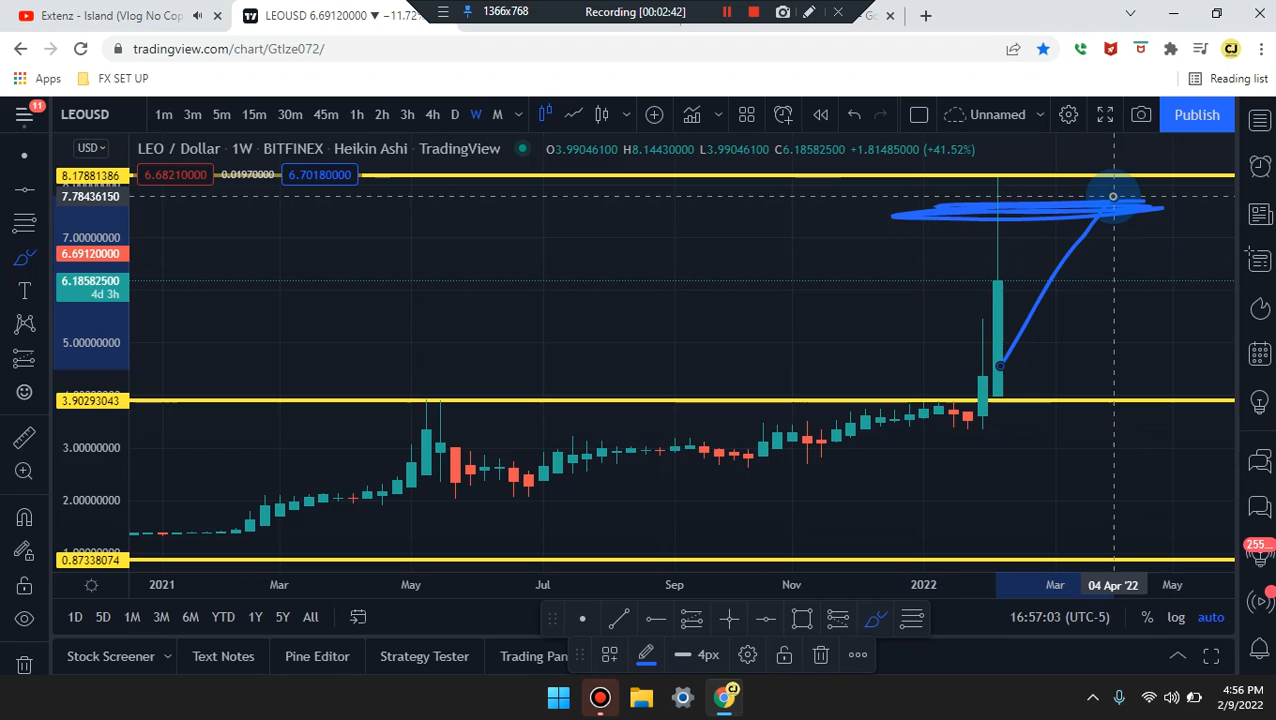 Extenz - Island (Vlog No Cop
LEOUSD 6.69120000 ▼ −11.72
1366x768
Recording [00:02:42]
tradingview.com/chart/GtIze072/
Apps
FX SET UP
Reading list
11
LEOUSD
1m 3m 5m 15m 30m 45m 1h 2h 3h 4h D W M
Unnamed
Publish
USD
LEO / Dollar · 1W · BITFINEX · Heikin Ashi · TradingView
O3.99046100 H8.14430000 L3.99046100 C6.18582500 +1.81485000 (+41.52%)
6.68210000 0.01970000 6.70180000
8.17881386
7.78436150
7.00000000
6.69120000
6.18582500
4d 3h
5.00000000
3.90293043
3.00000000
2.00000000
0.87338074
2021 Mar May Jul Sep Nov 2022 Mar 04 Apr '22 May
1D 5D 1M 3M 6M YTD 1Y 5Y All
16:57:03 (UTC-5)
% log auto
4px
Stock Screener
Text Notes
Pine Editor
Strategy Tester
Trading Pan
255
CJ
4:56 PM
2/9/2022